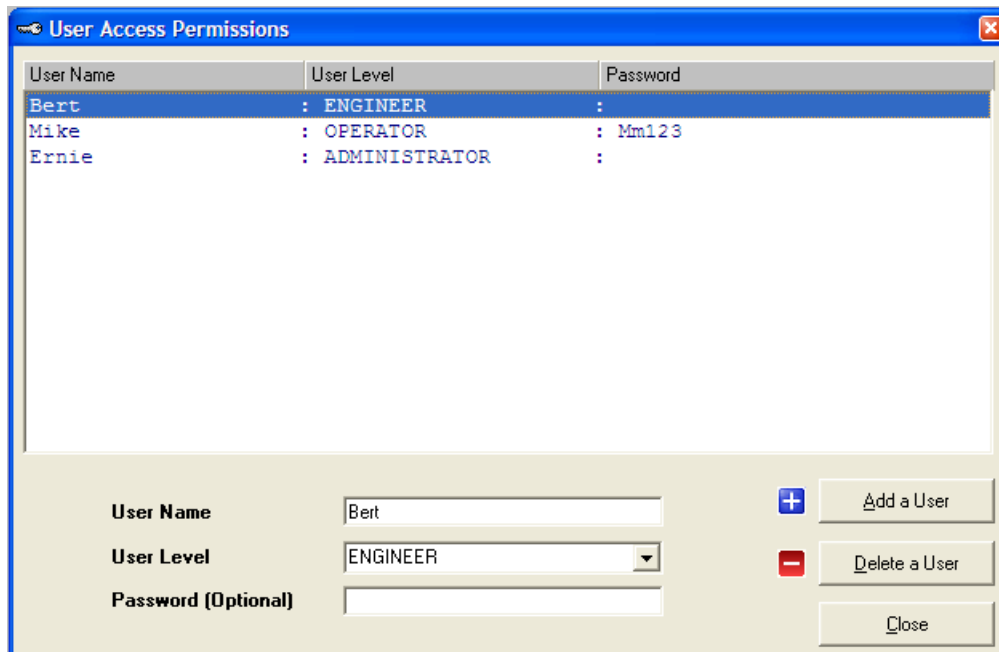 User Access Permissions
User Name User Level Password
Bert : ENGINEER :
Mike : OPERATOR : Mm123
Ernie : ADMINISTRATOR :
User Name Bert Add a User
User Level ENGINEER Delete a User
Password (Optional)
Close